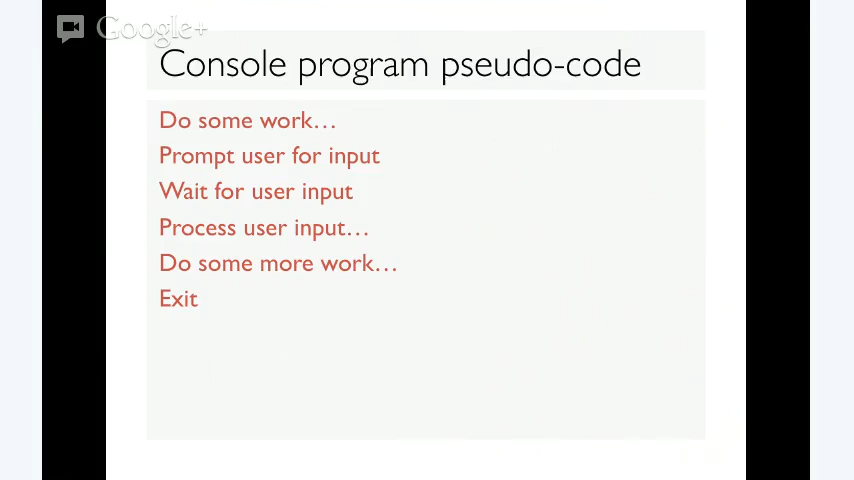 Google+
Console program pseudo-code
Do some work…
Prompt user for input
Wait for user input
Process user input…
Do some more work…
Exit